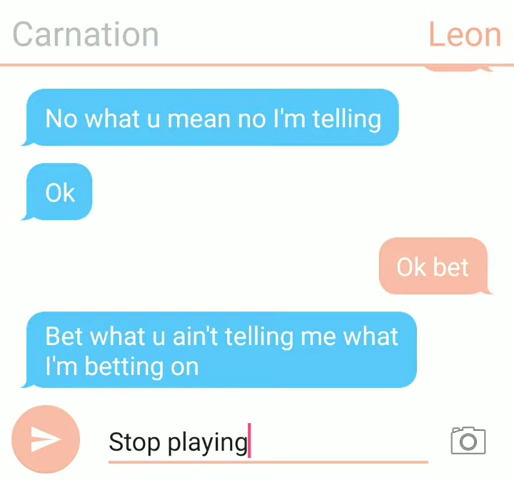 Carnation Leon
No what u mean no I'm telling
Ok
Ok bet
Bet what u ain't telling me what
I'm betting on
Stop playing